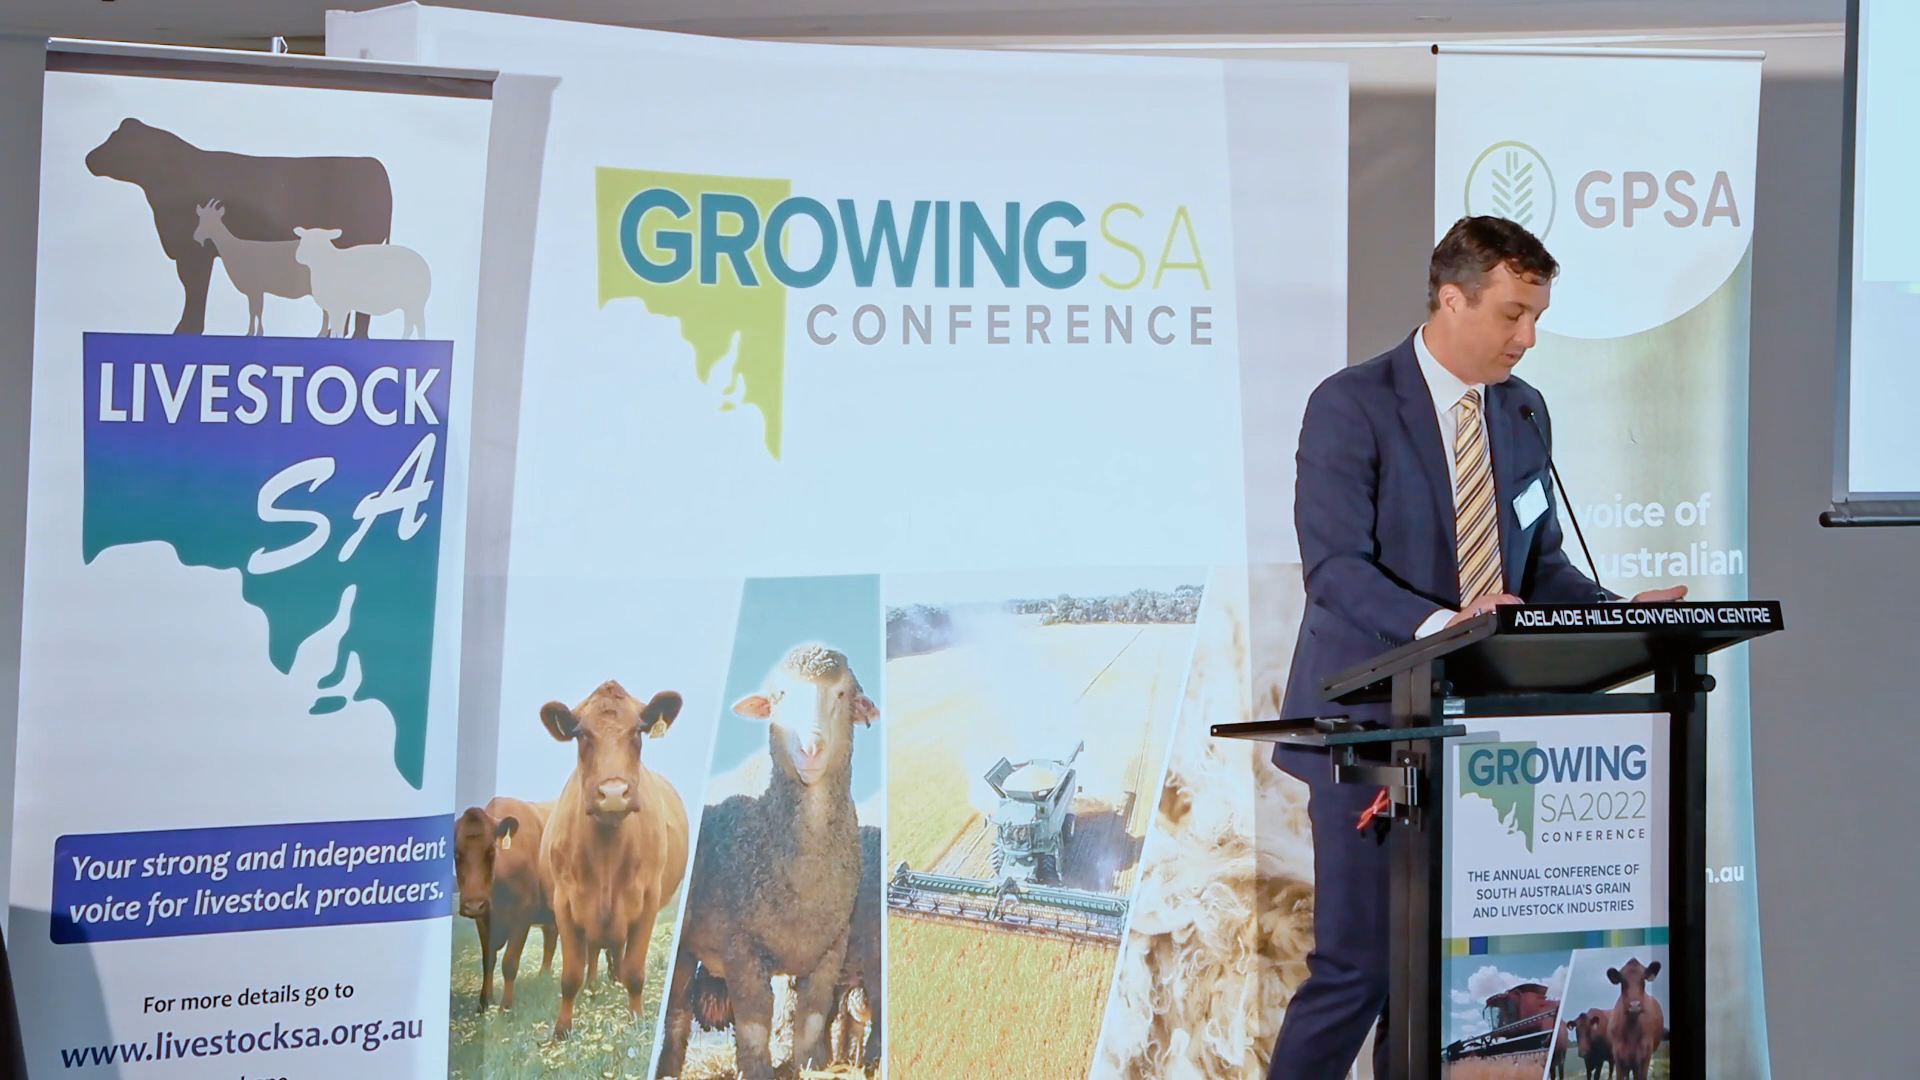 LIVESTOCK
SA
Your strong and independent
voice for livestock producers.
For more details go to
www.livestocksa.org.au
GROWING SA
CONFERENCE
GPSA
voice of
ustralian
n.au
ADELAIDE HILLS CONVENTION CENTRE
GROWING
SA2022
CONFERENCE
THE ANNUAL CONFERENCE OF
SOUTH AUSTRALIA'S GRAIN
AND LIVESTOCK INDUSTRIES